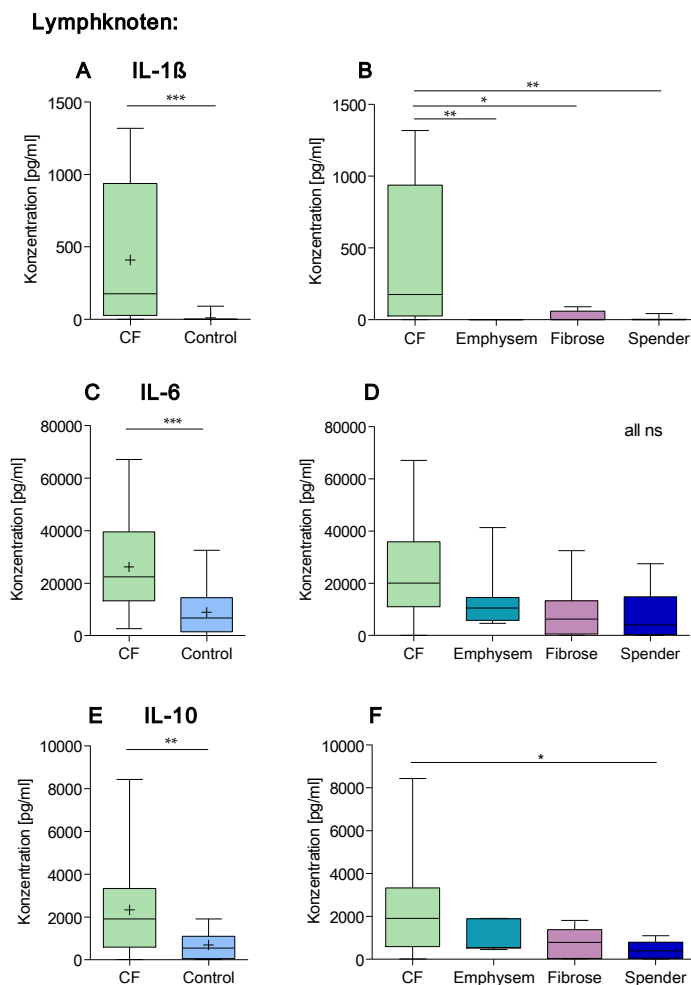 Lymphknoten:
A IL-1ß
B
***
**
*
**
Konzentration [pg/ml]
1500
1000
500
0
CF Control
Konzentration [pg/ml]
1500
1000
500
0
CF Emphysem Fibrose Spender
C IL-6
D
***
all ns
Konzentration [pg/ml]
80000
60000
40000
20000
0
CF Control
Konzentration [pg/ml]
80000
60000
40000
20000
0
CF Emphysem Fibrose Spender
E IL-10
F
**
*
Konzentration [pg/ml]
10000
8000
6000
4000
2000
0
CF Control
Konzentration [pg/ml]
10000
8000
6000
4000
2000
0
CF Emphysem Fibrose Spender